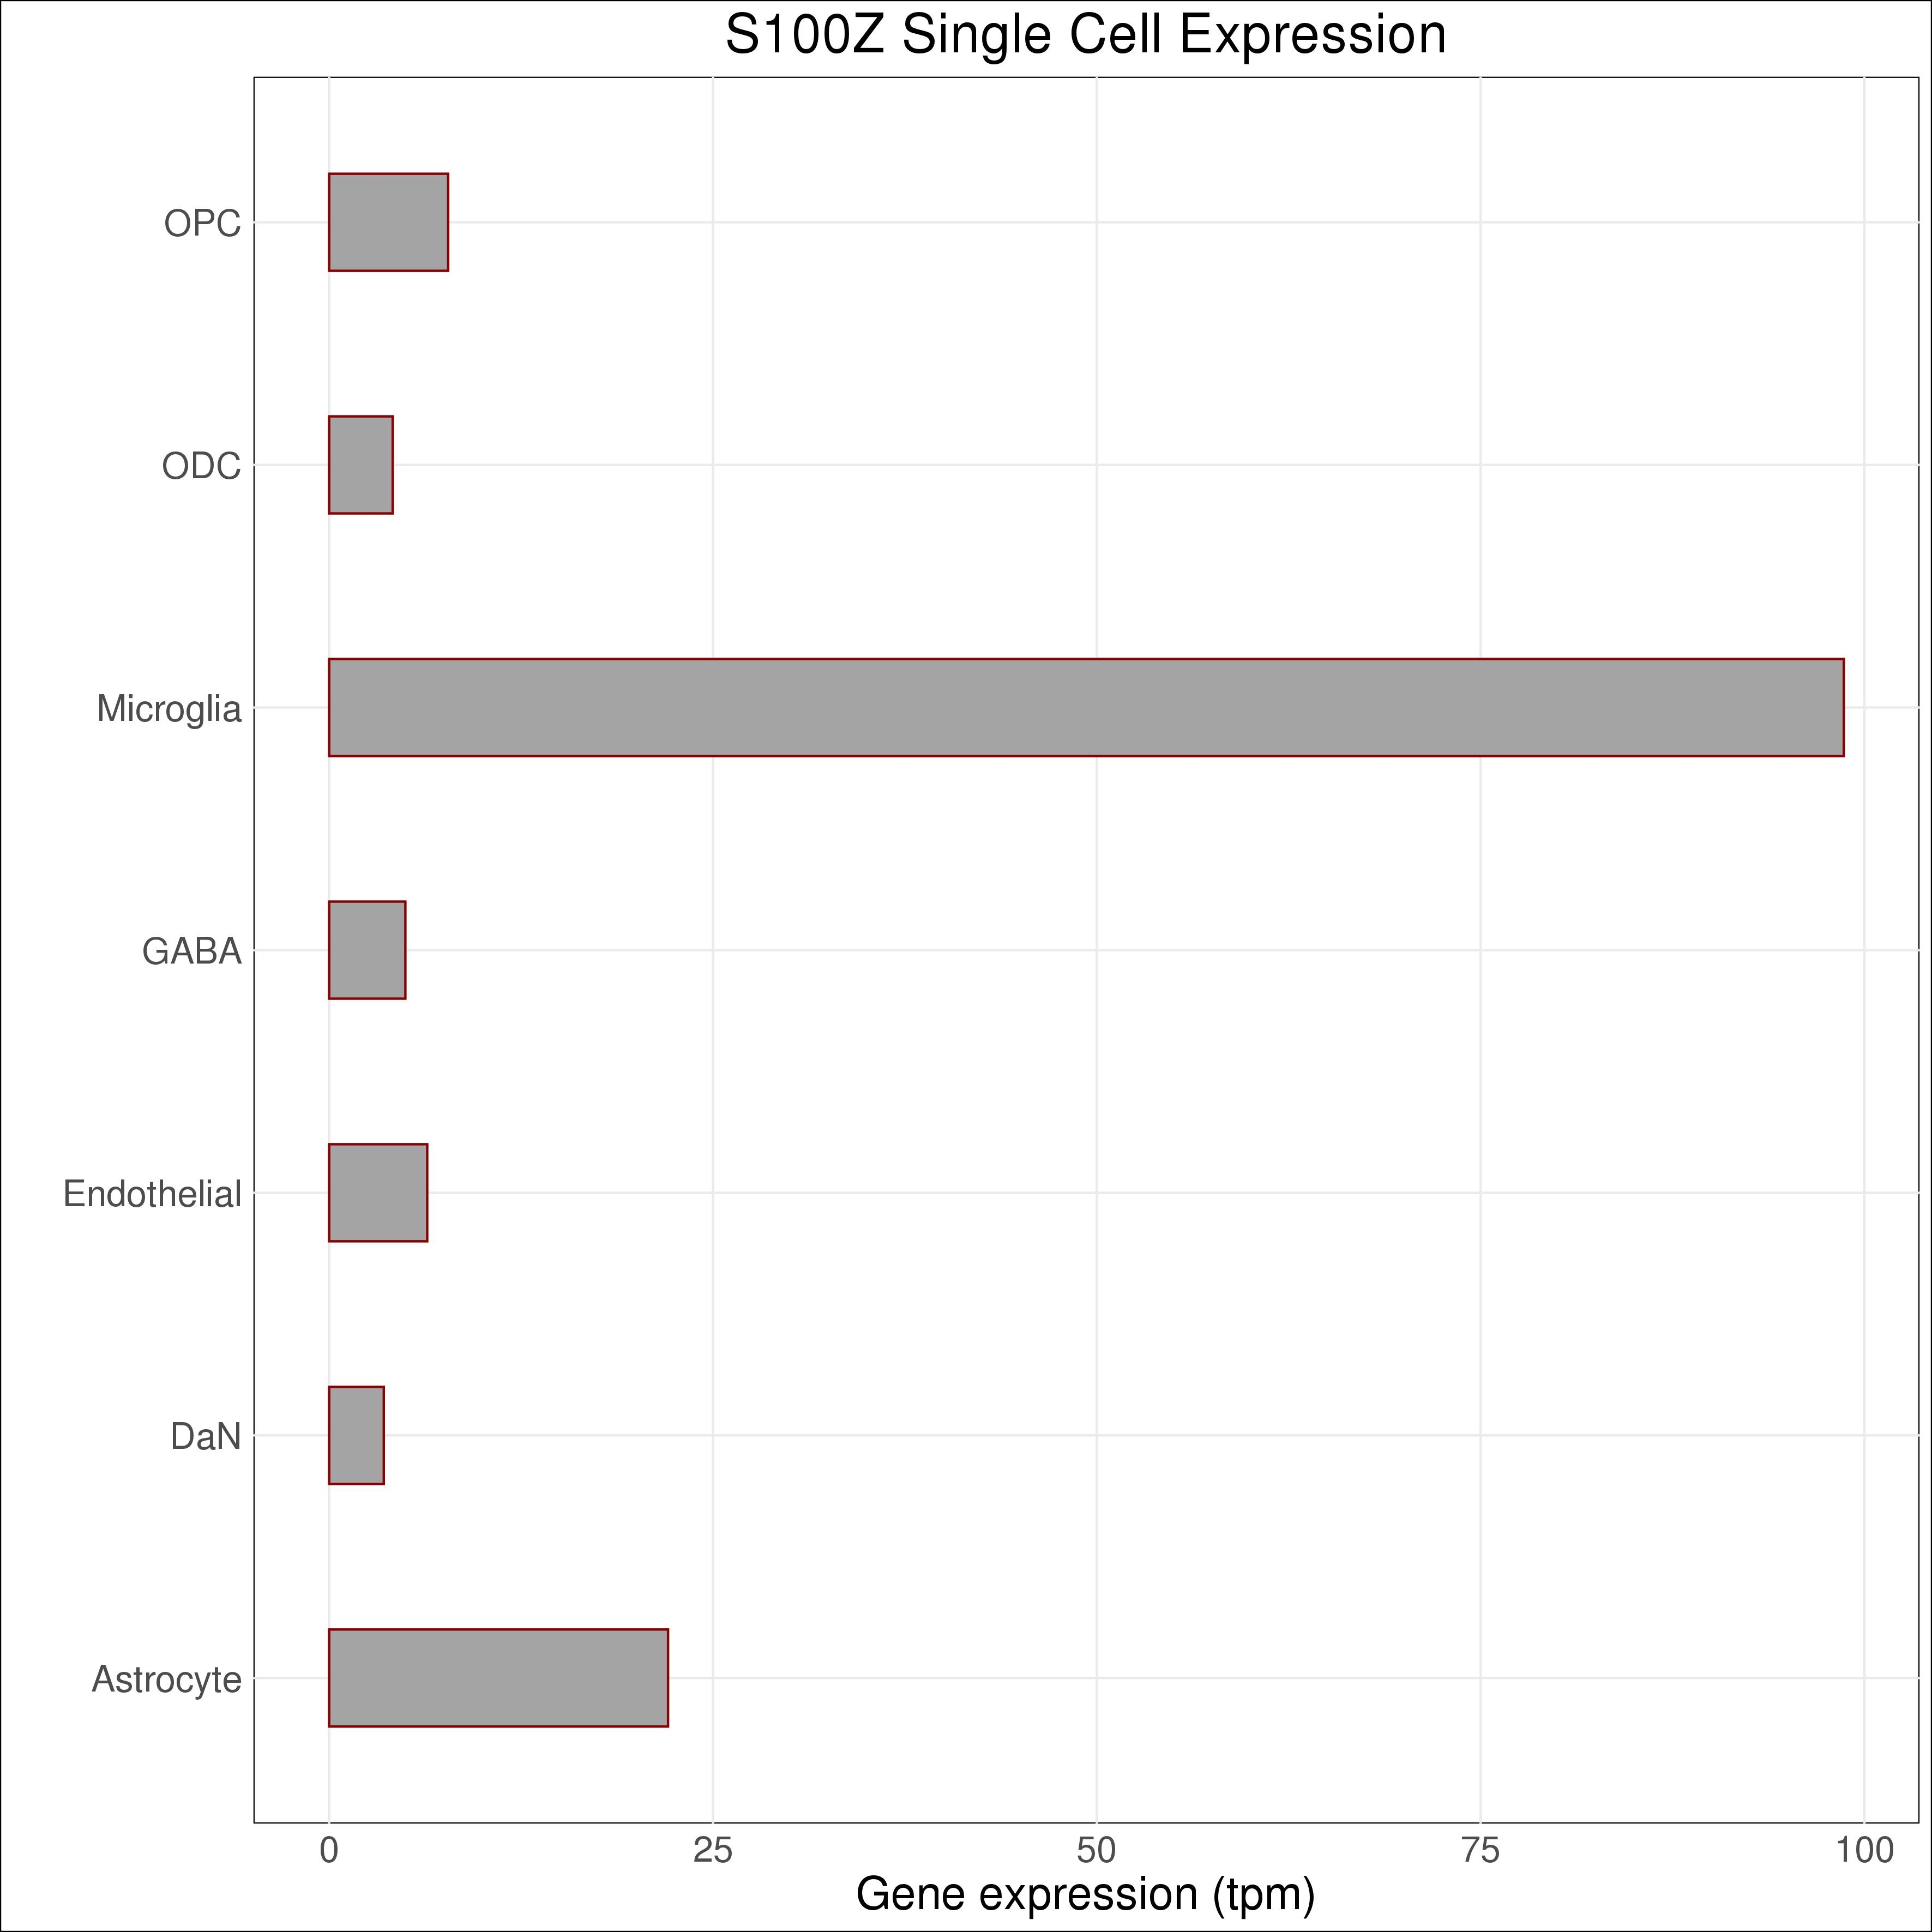 S100Z Single Cell Expression
OPC
ODC
Microglia
GABA
Endothelial
DaN
Astrocyte
0 25 50 75 100
Gene expression (tpm)